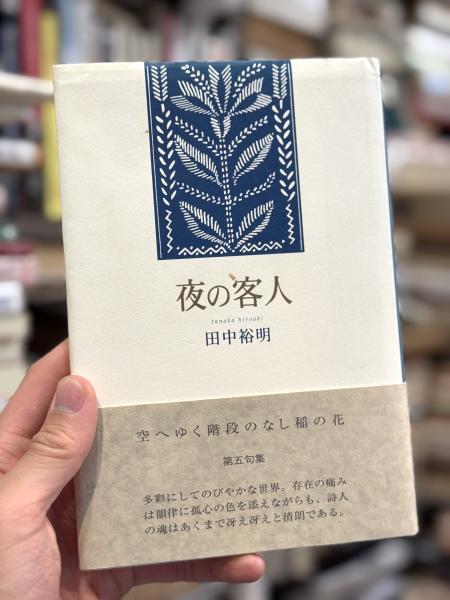 夜の客人
tanaka hiroaki
田中裕明
空へゆく階段のなし稲の花
第五句集
多彩にしてのびやかな世界。存在の痛み
は韻律に孤心の色を添えながらも、詩人
の魂はあくまで冴え冴えと清朗である。